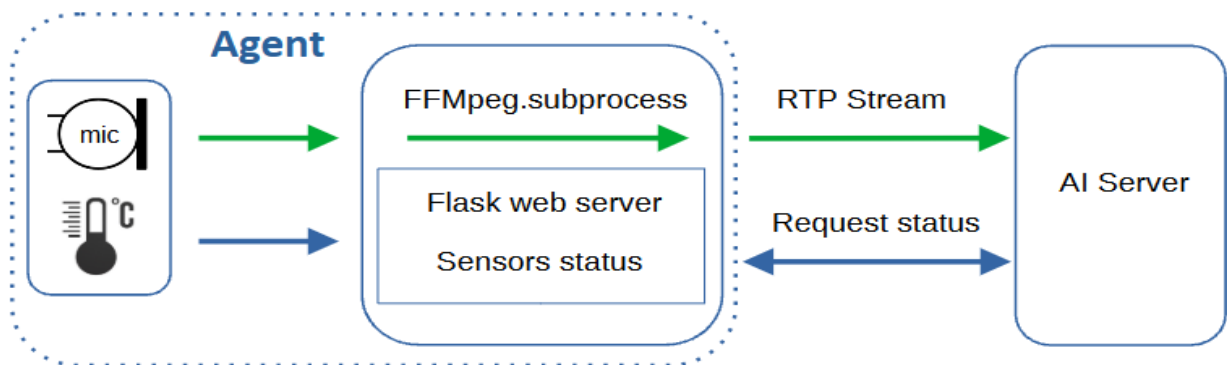 Agent
mic
°C
FFMpeg.subprocess
Flask web server
Sensors status
RTP Stream
Request status
AI Server